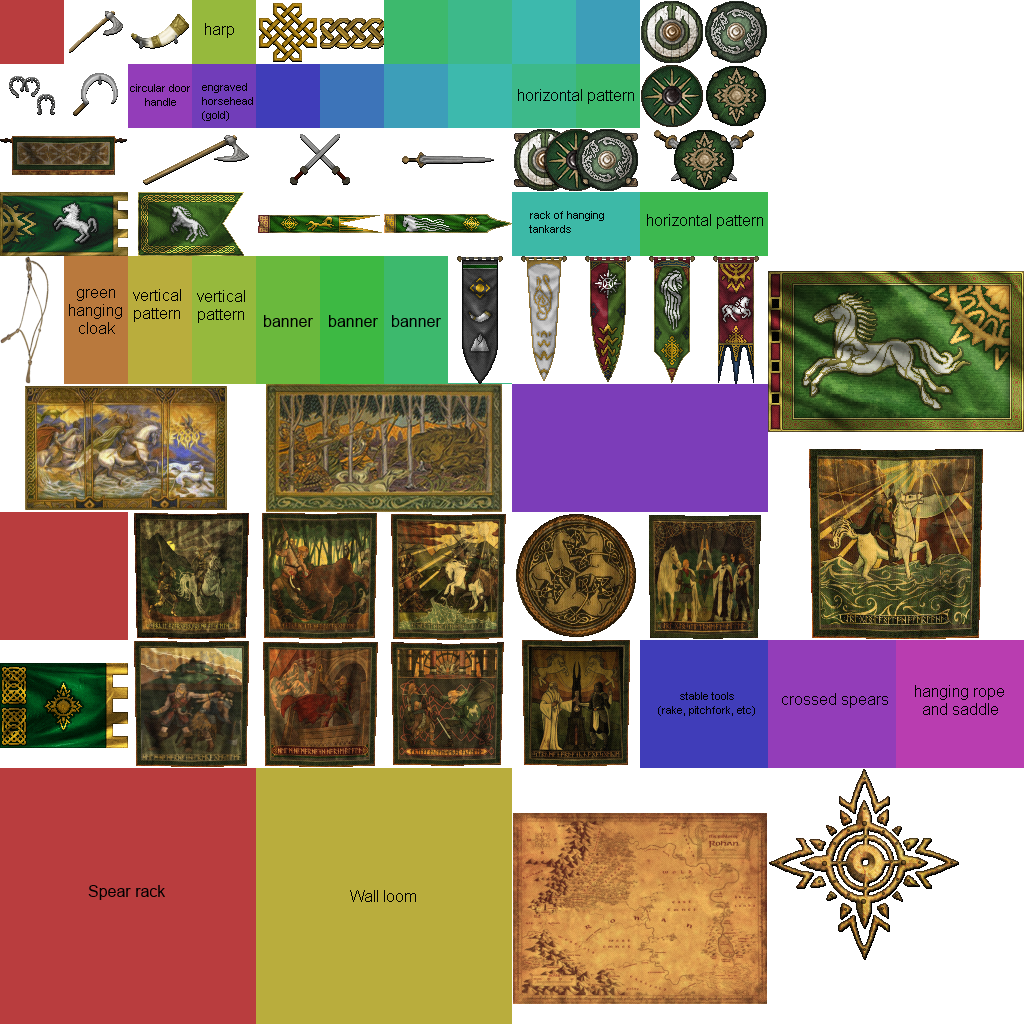 harp
circular door
handle
engraved
horsehead
(gold)
horizontal pattern
rack of hanging
tankards
horizontal pattern
green
hanging
cloak
vertical
pattern
vertical
pattern
banner
banner
banner
stable tools
(rake, pitchfork, etc)
crossed spears
hanging rope
and saddle
Spear rack
Wall loom
ROHAN